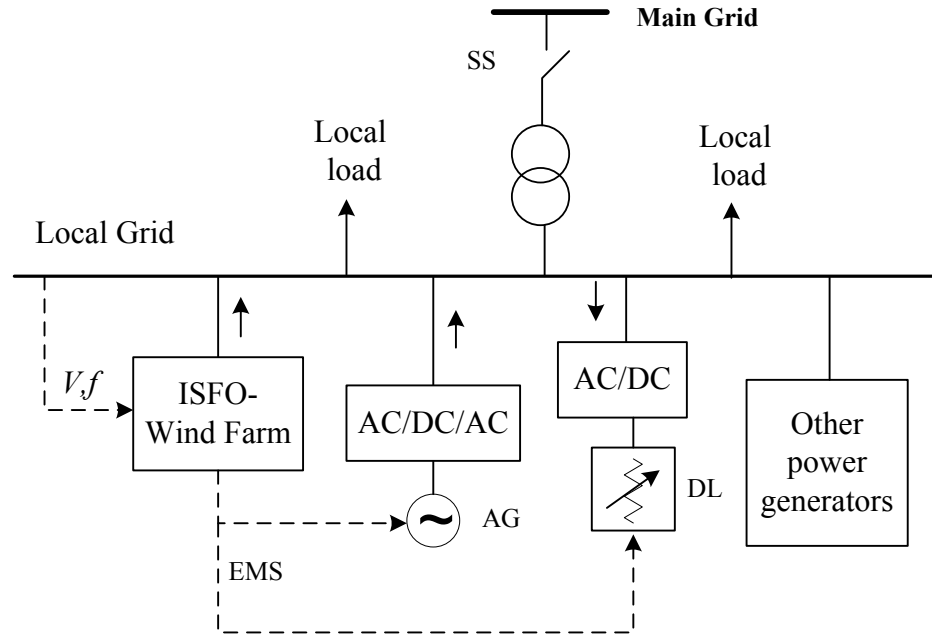 Main Grid
SS
Local
load
Local
load
Local Grid
V,f
ISFO-
Wind Farm
AC/DC/AC
AC/DC
Other
power
generators
DL
AG
EMS